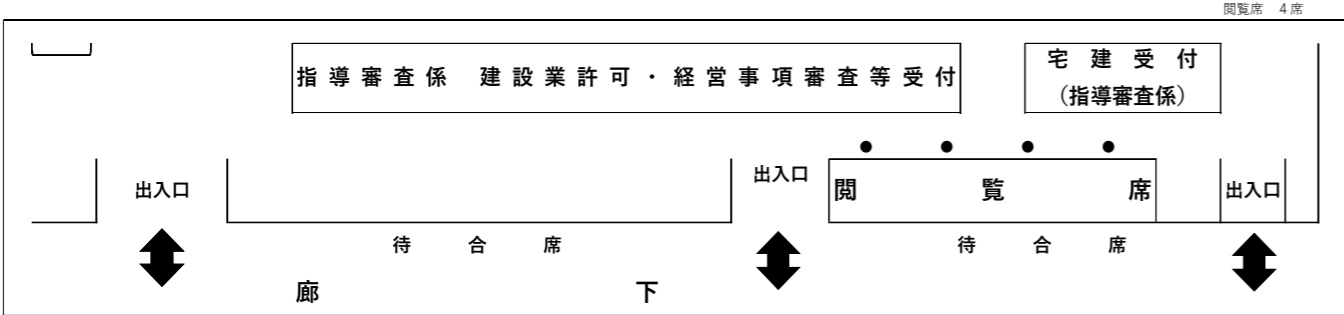 閲覧席　４席
指導審査係　建設業許可・経営事項審査等受付
宅建受付
（指導審査係）
出入口
出入口
閲覧席
出入口
待合席
待合席
廊下